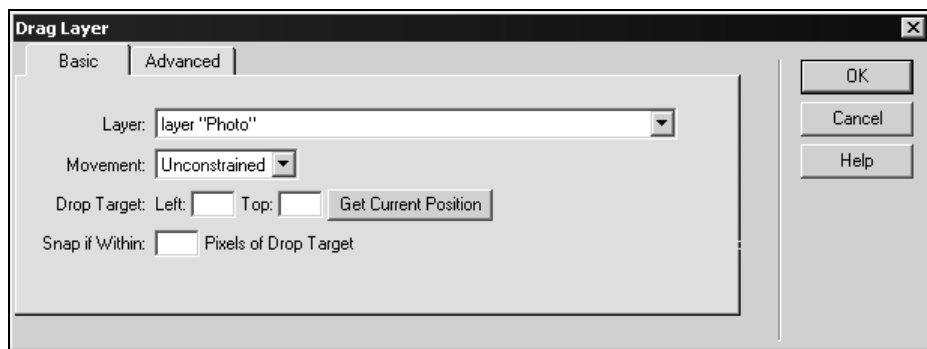 Drag Layer
Basic Advanced
OK
Layer: layer "Photo"
Cancel
Movement: Unconstrained
Help
Drop Target: Left: Top: Get Current Position
Snap if Within: Pixels of Drop Target